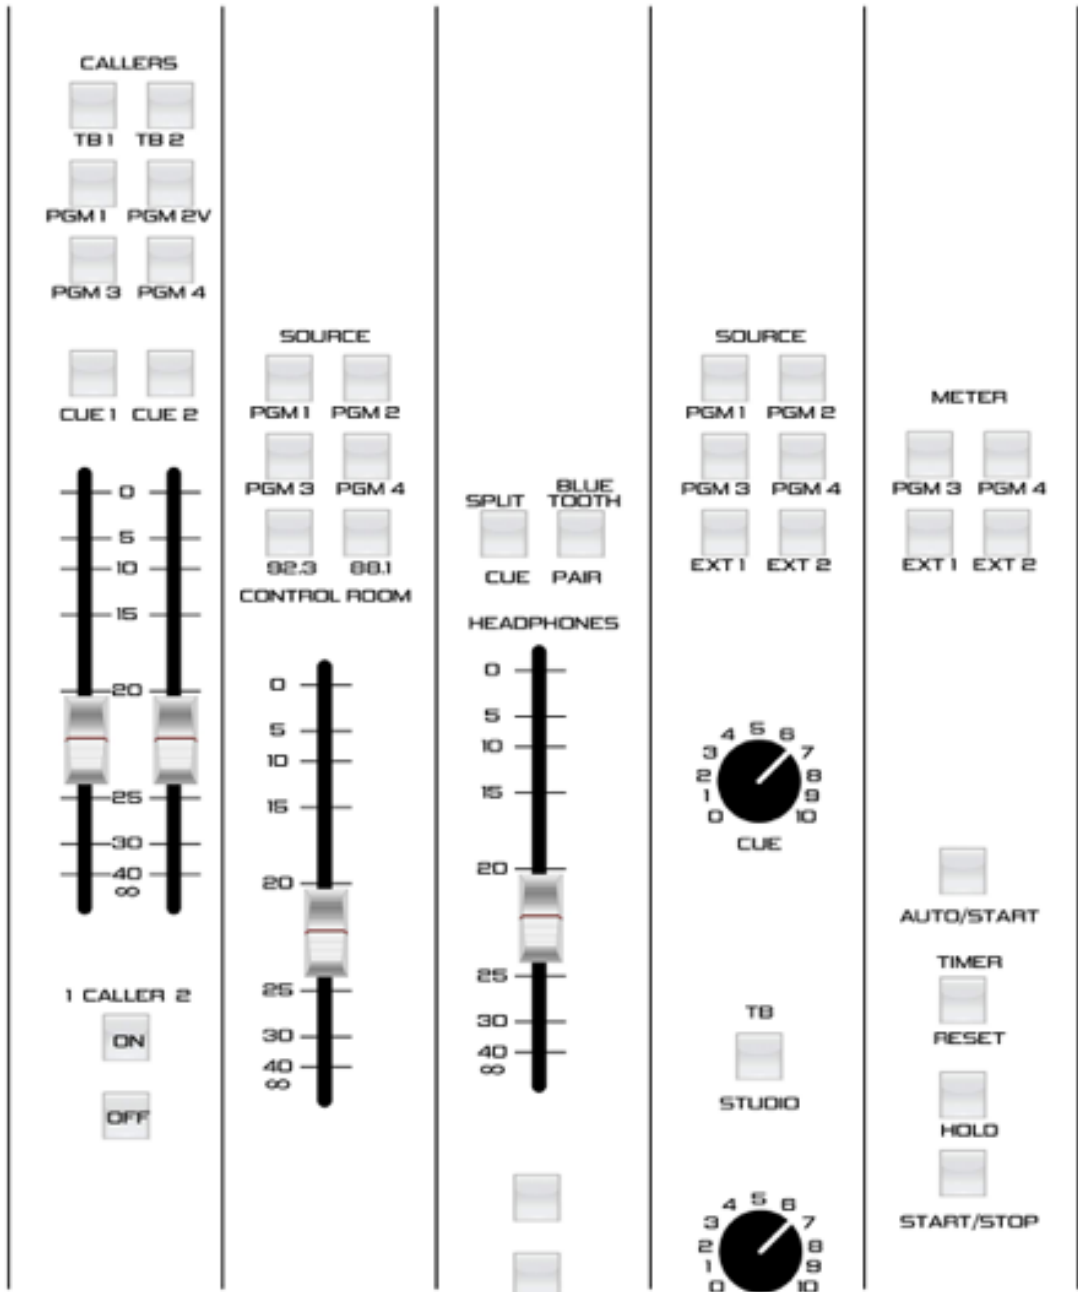 CALLERS
TB 1 TB 2
PGM 1 PGM 2V
PGM 3 PGM 4
CUE 1 CUE 2
0
5
10
15
20
25
30
40
∞
1 CALLER 2
ON
OFF
SOURCE
PGM 1 PGM 2
PGM 3 PGM 4
92.3 88.1
CONTROL ROOM
0
5
10
15
20
25
30
40
∞
SPLIT BLUE TOOTH
CUE PAIR
HEADPHONES
0
5
10
15
20
25
30
40
∞
SOURCE
PGM 1 PGM 2
PGM 3 PGM 4
EXT 1 EXT 2
0 1 2 3 4 5 6 7 8 9 10
CUE
TB
STUDIO
0 1 2 3 4 5 6 7 8 9 10
METER
PGM 3 PGM 4
EXT 1 EXT 2
AUTO/START
TIMER
RESET
HOLD
START/STOP